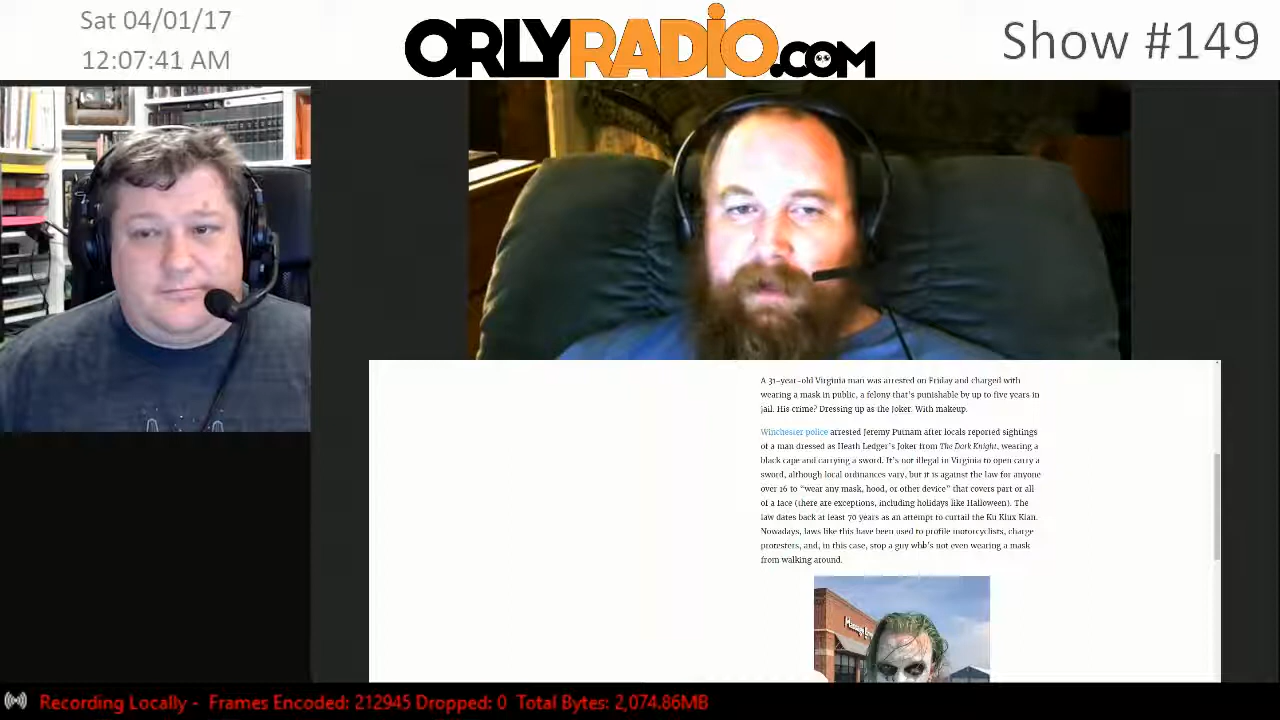 Sat 04/01/17
12:07:41 AM
ORLYRADIO.COM
Show #149
A 31-year-old Virginia man was arrested on Friday and charged with
wearing a mask in public, a felony that's punishable by up to five years in
jail. His crime? Dressing up as the Joker. With makeup.
Winchester police arrested Jeremy Putnam after locals reported sightings
of a man dressed as Heath Ledger's Joker from The Dark Knight, wearing a
black cape and carrying a sword. It's not illegal in Virginia to open carry a
sword, although local ordinances vary, but it is against the law for anyone
over 16 to "wear any mask, hood, or other device" that covers part or all
of a face (there are exceptions, including holidays like Halloween). The
law dates back at least 70 years as an attempt to curtail the Ku Klux Klan.
Nowadays, laws like this have been used to profile motorcyclists, charge
protesters, and, in this case, stop a guy who's not even wearing a mask
from walking around.
Recording Locally - Frames Encoded: 212945 Dropped: 0 Total Bytes: 2,074.86MB